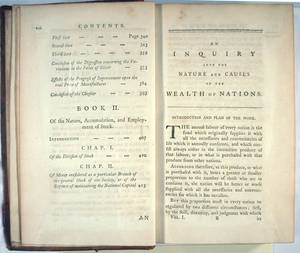 CONTENTS.
First Sort — — — Page 340
Second Sort — — — 343
Third Sort — — — 353
Conclusion of the Digression concerning the Variations in the Value of Silver
Effects of the Progress of Improvement upon the real Price of Manufactures
Conclusion of the Chapter
BOOK II.
Of the Nature, Accumulation, and Employ-
ment of Stock.
INTRODUCTION — — — 407
CHAP. I.
Of the Division of Stock — — 410
CHAP. II.
Of Money considered as a particular Branch of
the general Stock of the Society, or of the
Expence of maintaining the National Capital 423
AN
AN
INQUIRY
INTO THE
NATURE AND CAUSES
OF THE
WEALTH OF NATIONS.
INTRODUCTION AND PLAN OF THE WORK.
THE annual labour of every nation is the
fund which originally supplies it with
all the necessaries and conveniencies of
life which it annually consumes, and which con-
sist always either in the immediate produce of
that labour, or in what is purchased with that
produce from other nations.
ACCORDING therefore, as this produce, or what
is purchased with it, bears a greater or smaller
proportion to the number of those who are to
consume it, the nation will be better or worse
supplied with all the necessaries and conveni-
encies for which it has occasion.
BUT this proportion must in every nation be
regulated by two different circumstances; first,
by the skill, dexterity, and judgment with which
VOL. I. B